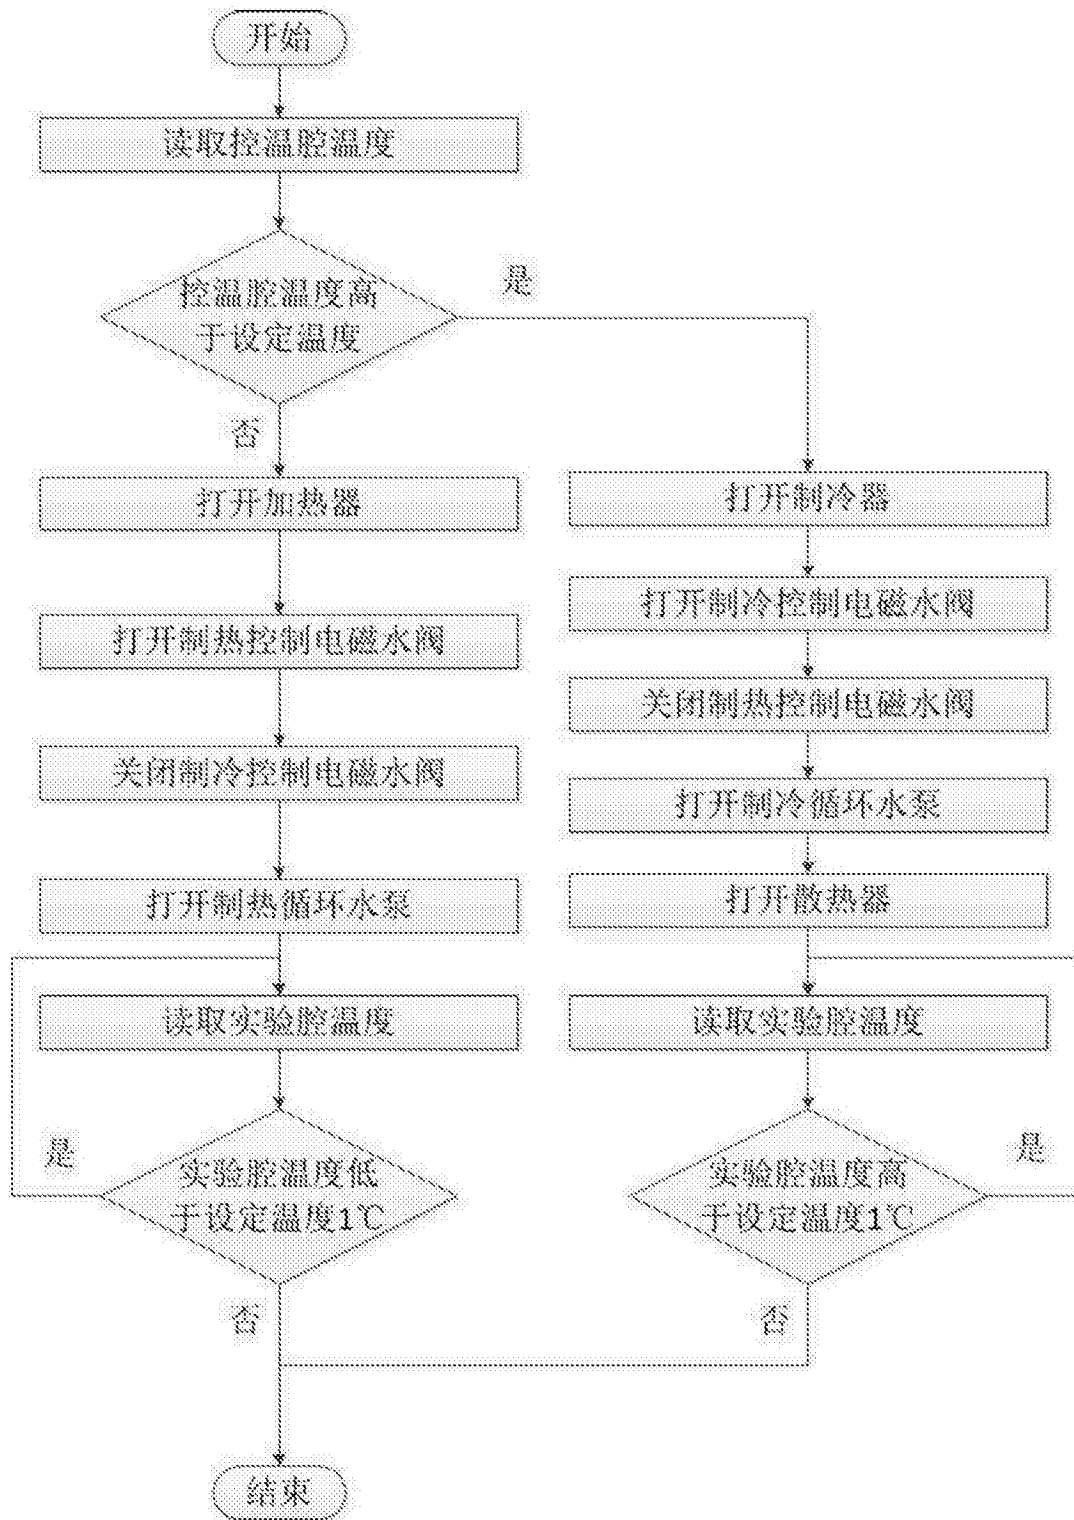 开始
读取控温腔温度
控温腔温度高
于设定温度
是
否
打开加热器
打开制热控制电磁水阀
关闭制冷控制电磁水阀
打开制热循环水泵
读取实验腔温度
实验腔温度低
于设定温度1℃
是
否
打开制冷器
打开制冷控制电磁水阀
关闭制热控制电磁水阀
打开制冷循环水泵
打开散热器
读取实验腔温度
实验腔温度高
于设定温度1℃
是
否
结束